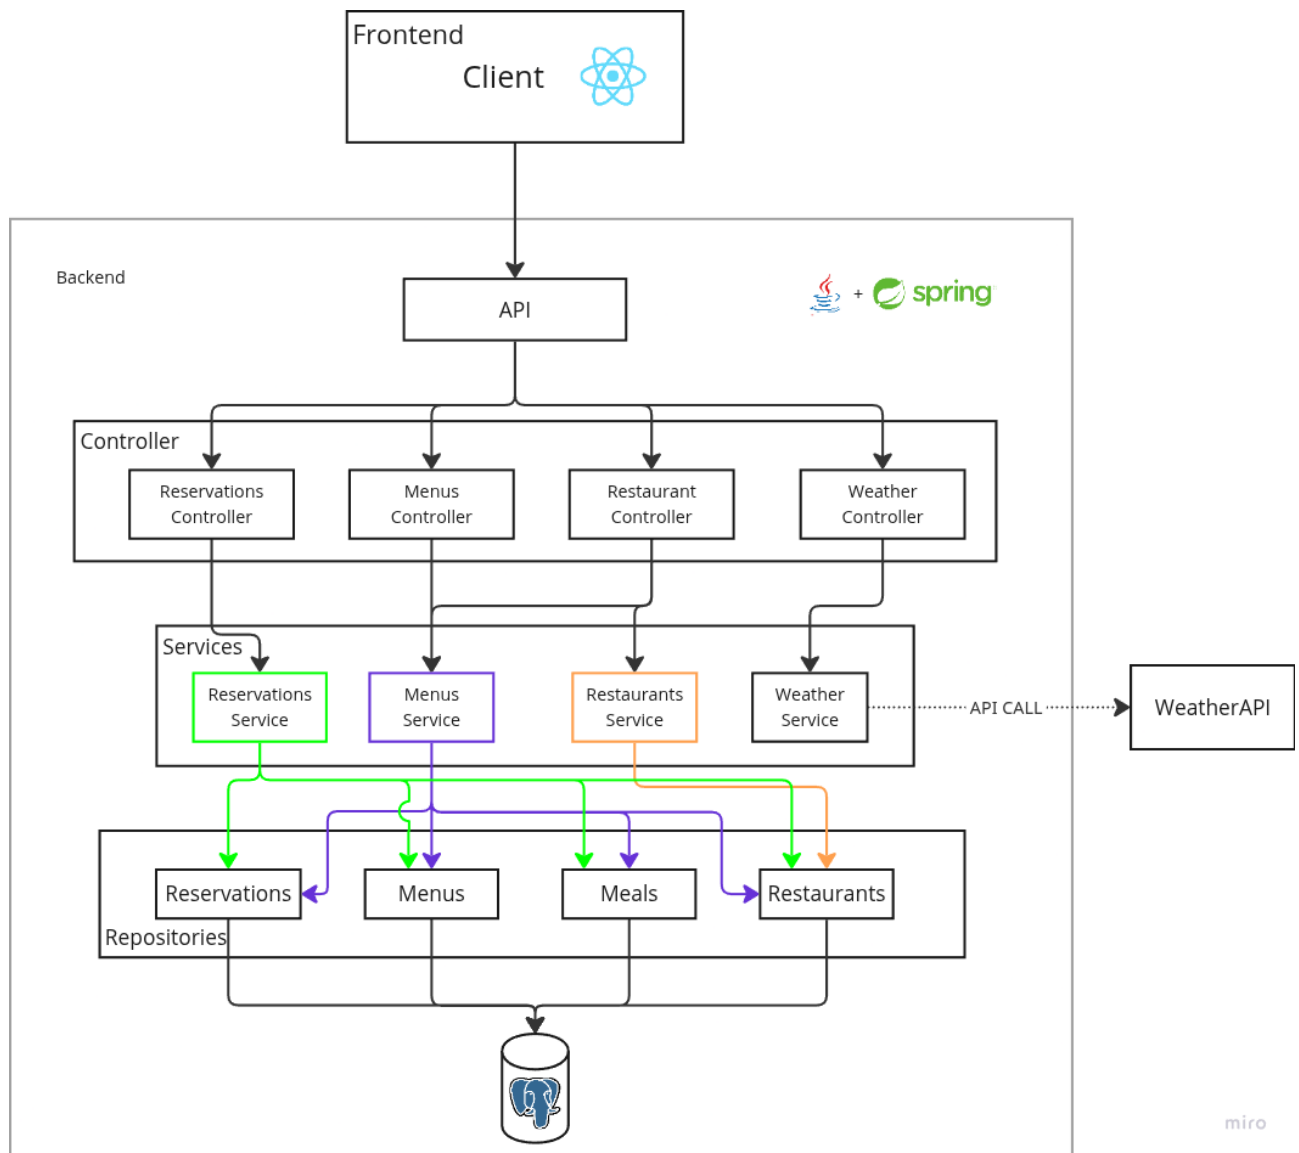 Frontend
Client
Backend
API
+ spring
Controller
Reservations
Controller
Menus
Controller
Restaurant
Controller
Weather
Controller
Services
Reservations
Service
Menus
Service
Restaurants
Service
Weather
Service
API CALL
WeatherAPI
Reservations
Menus
Meals
Restaurants
Repositories
miro